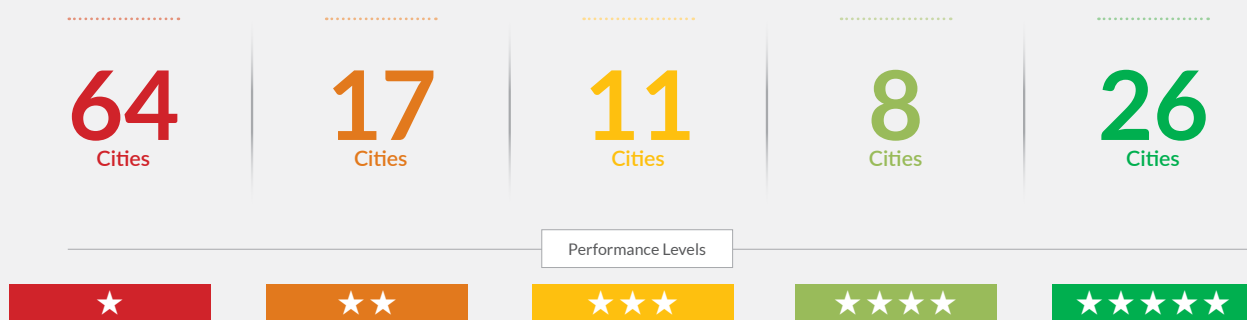 64
Cities
17
Cities
11
Cities
8
Cities
26
Cities
Performance Levels